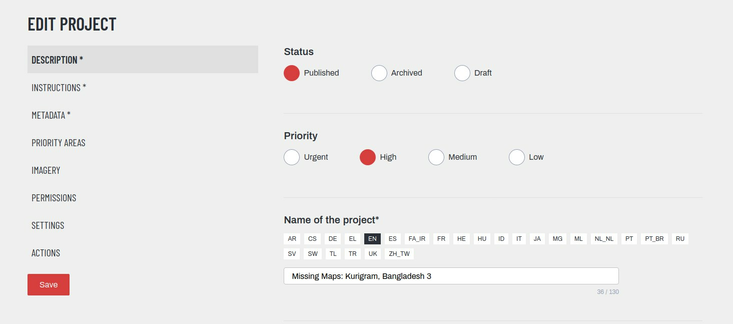 EDIT PROJECT
DESCRIPTION *
INSTRUCTIONS *
METADATA *
PRIORITY AREAS
IMAGERY
PERMISSIONS
SETTINGS
ACTIONS
Save
Status
Published Archived Draft
Priority
Urgent High Medium Low
Name of the project*
AR CS DE EL EN ES FA_IR FR HE HU ID IT JA MG ML NL_NL PT PT_BR RU
SV SW TL TR UK ZH_TW
Missing Maps: Kurigram, Bangladesh 3
36 / 130